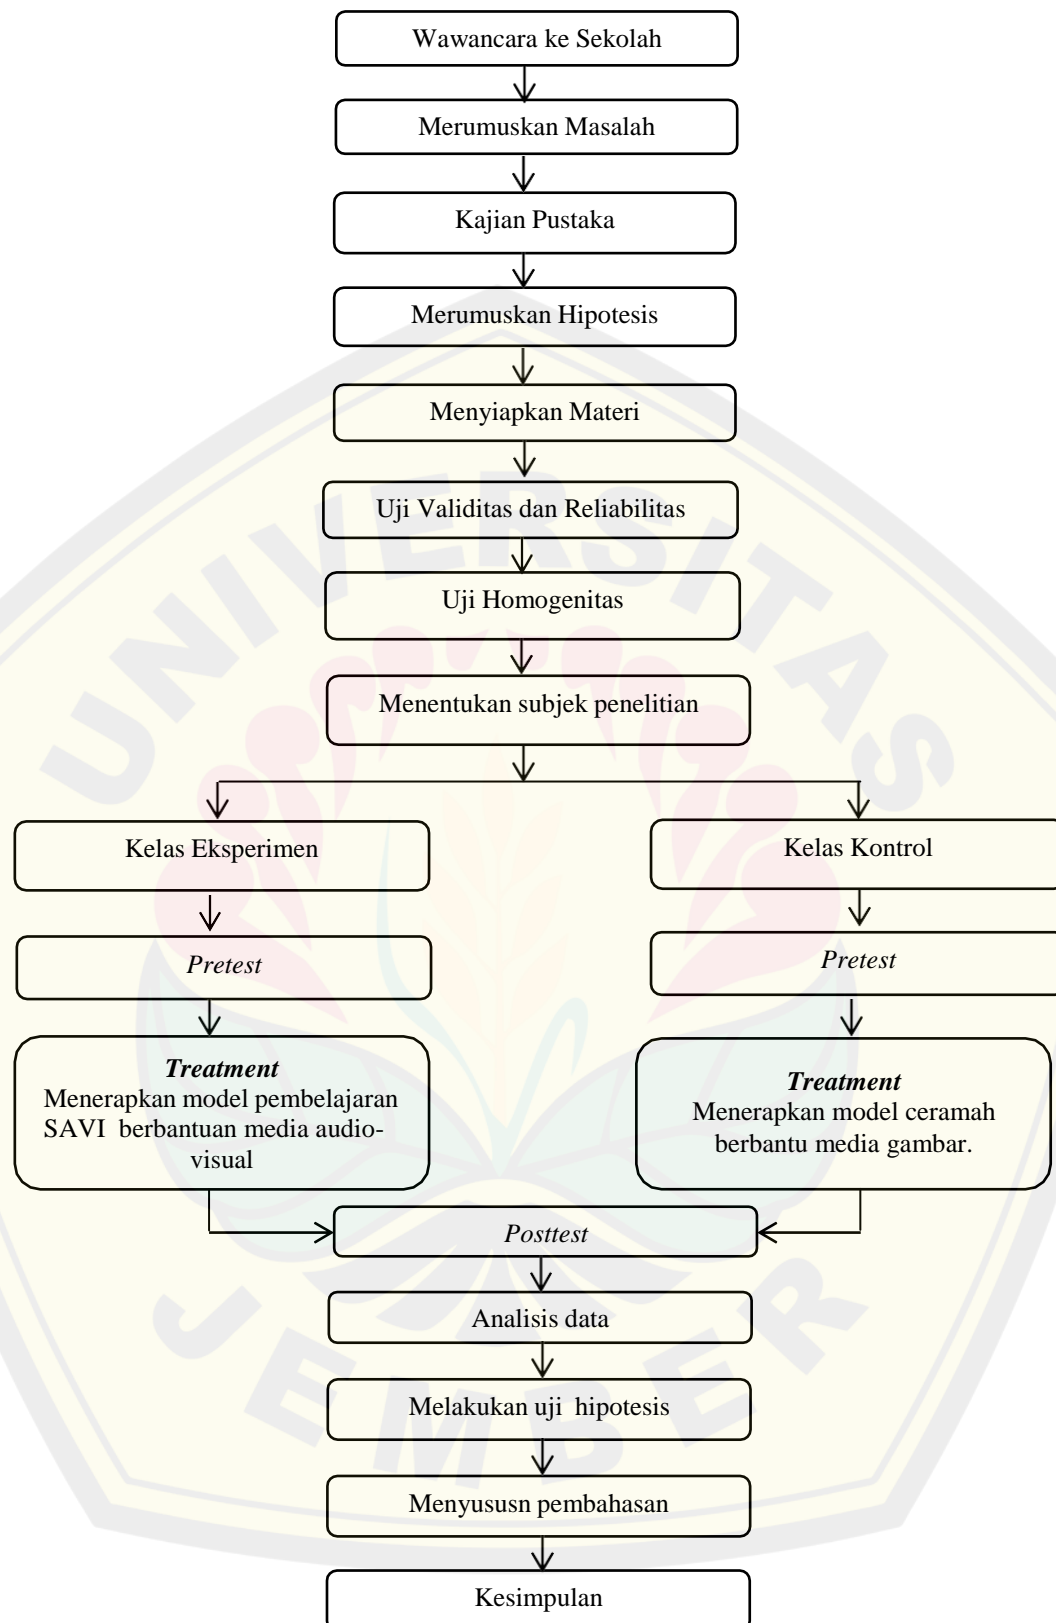 Wawancara ke Sekolah
Merumuskan Masalah
Kajian Pustaka
Merumuskan Hipotesis
Menyiapkan Materi
Uji Validitas dan Reliabilitas
UNIVERSITAS
Uji Homogenitas
Menentukan subjek penelitian
Kelas Eksperimen
Kelas Kontrol
Pretest
Pretest
Treatment
Menerapkan model pembelajaran
SAVI berbantuan media audio-
visual
Treatment
Menerapkan model ceramah
berbantu media gambar.
Posttest
Analisis data
JEMBER
Melakukan uji hipotesis
Menyususn pembahasan
Kesimpulan